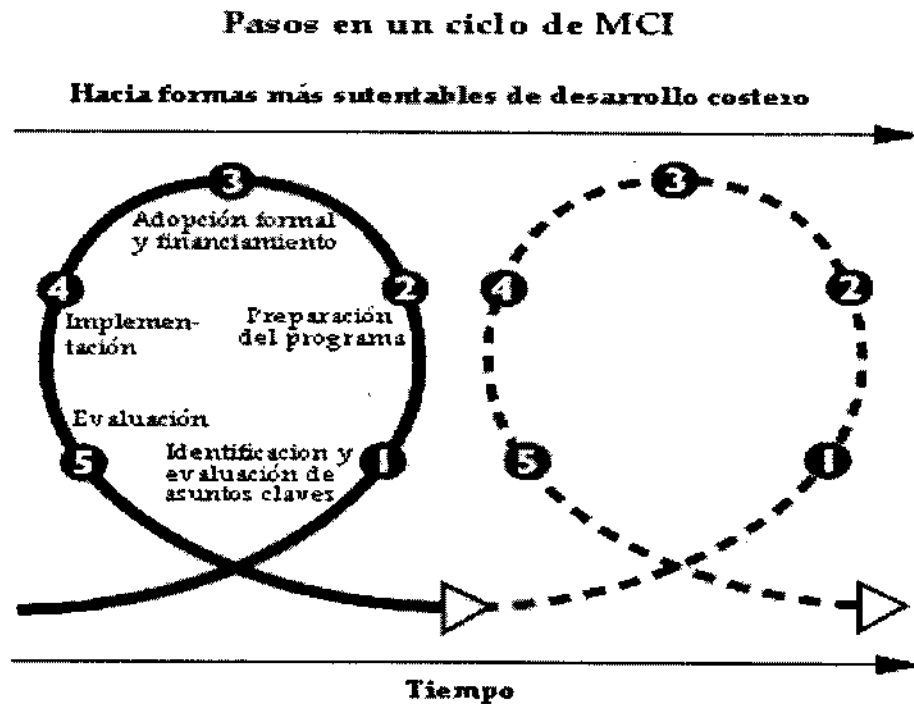 Pasos en un ciclo de MCI
Hacia formas más sutentables de desarrollo costero
3
Adopción formal
y financiamiento
4
Implemen-
tación
2
Preparación
del programa
Evaluación
5
1
Identificacion y
evaluación de
asuntos claves
3
4
2
5
1
Tiempo